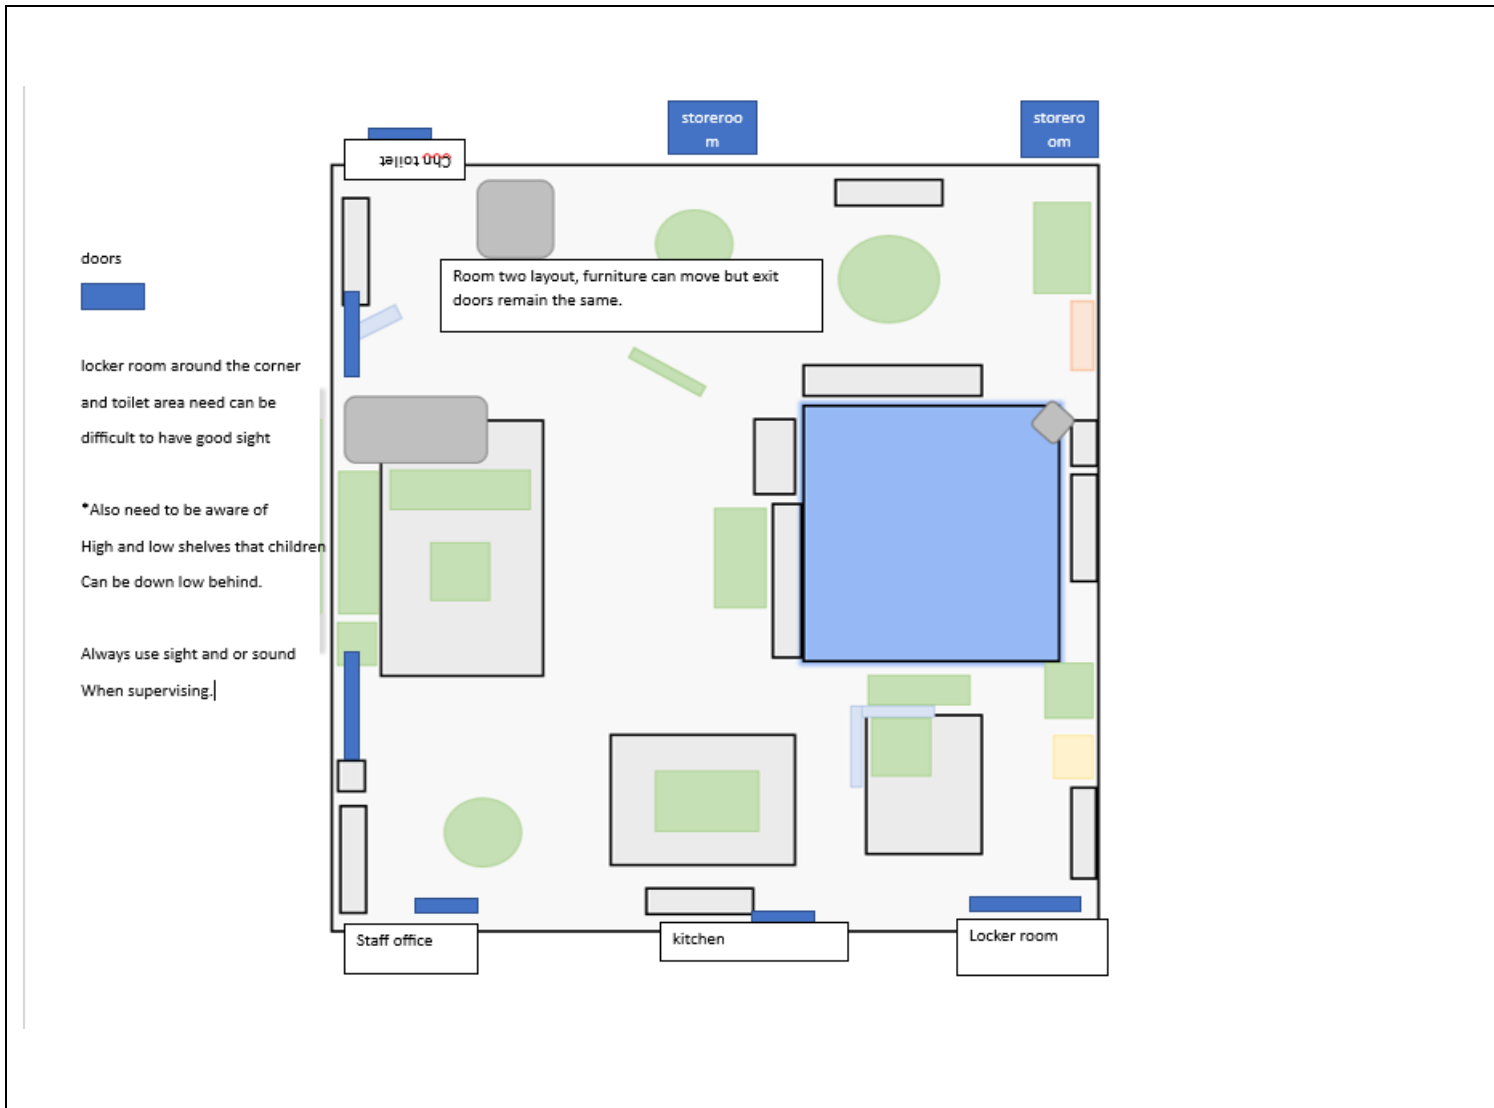 storeroo
m
storero
om
Chn toilet
doors
Room two layout, furniture can move but exit
doors remain the same.
locker room around the corner
and toilet area need can be
difficult to have good sight
*Also need to be aware of
High and low shelves that children
Can be down low behind.
Always use sight and or sound
When supervising.
Staff office
kitchen
Locker room